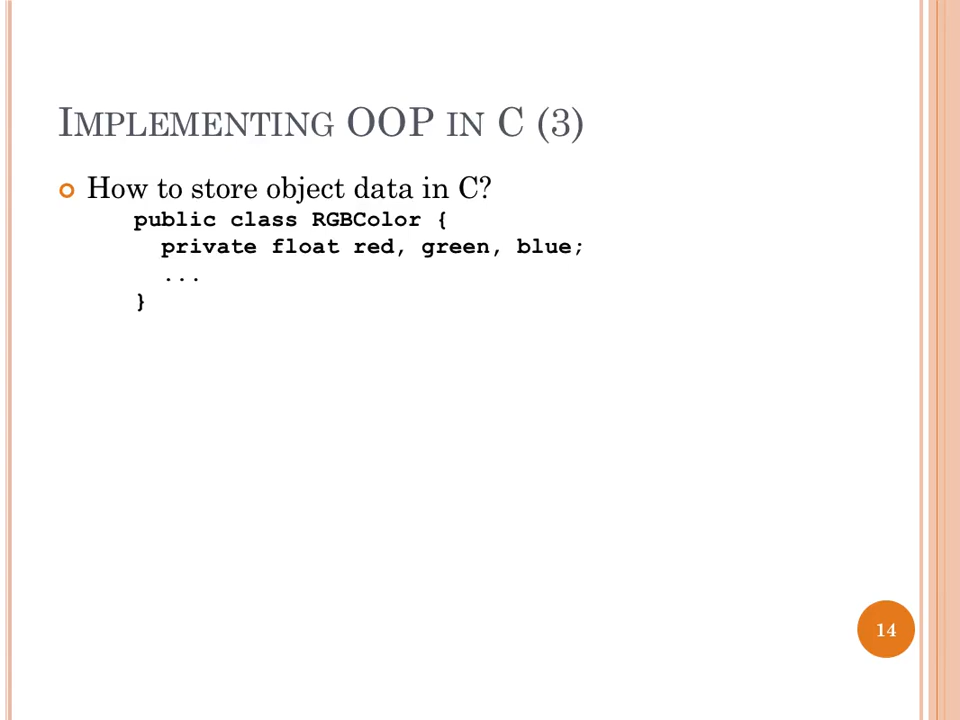 IMPLEMENTING OOP IN C (3)
How to store object data in C?
public class RGBColor {
private float red, green, blue;
...
}
14